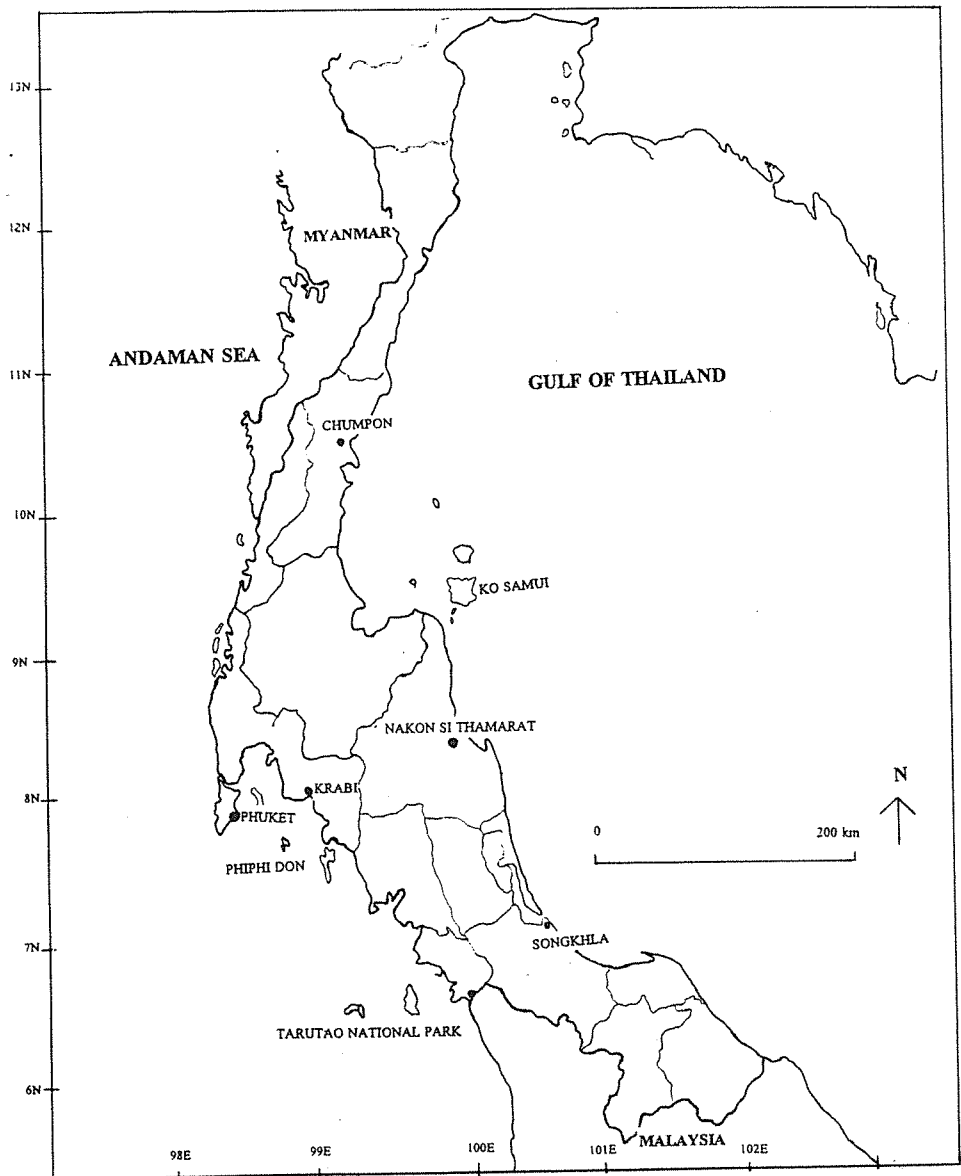 13N
12N
MYANMAR
ANDAMAN SEA
11N
GULF OF THAILAND
CHUMPON
10N
KO SAMUI
9N
NAKON SI THAMARAT
N
KRABI
8N
PHUKET
0 200 km
PHIPHI DON
7N
SONGKHLA
TARUTAO NATIONAL PARK
6N
MALAYSIA
98E 99E 100E 101E 102E